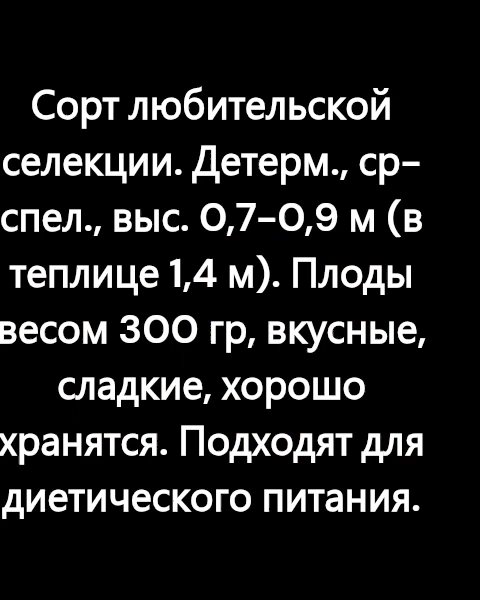 Сорт любительской
селекции. Детерм., ср-
спел., выс. 0,7-0,9 м (в
теплице 1,4 м). Плоды
весом 300 гр, вкусные,
сладкие, хорошо
хранятся. Подходят для
диетического питания.